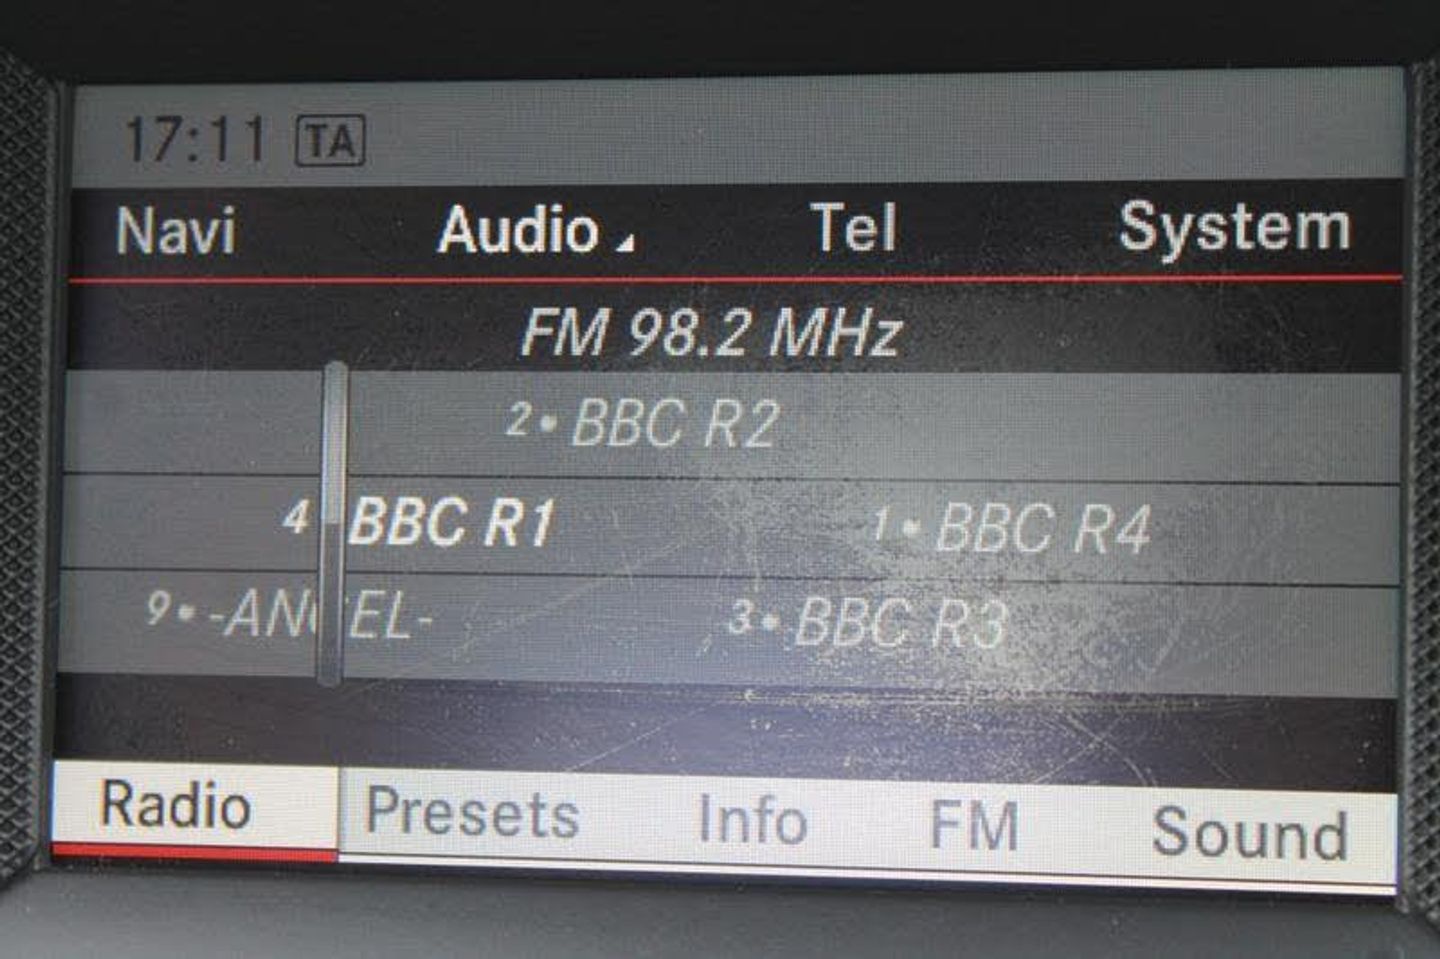 17:11 TA
Navi Audio Tel System
FM 98.2 MHz
2• BBC R2
4 BBC R1 1• BBC R4
9• -ANGEL- 3• BBC R3
Radio Presets Info FM Sound